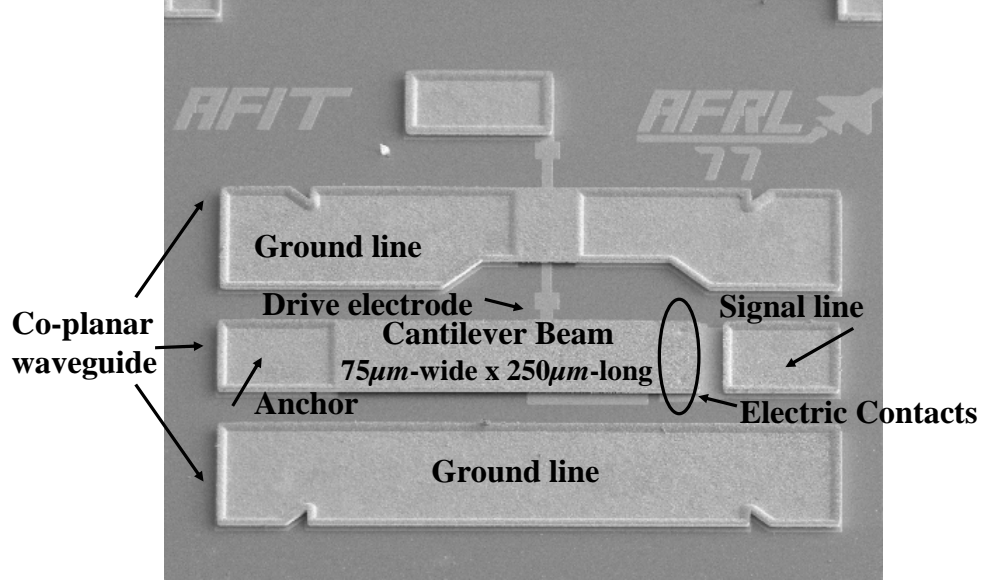 AFIT
AFRL
77
Ground line
Drive electrode
Signal line
Co-planar
waveguide
Cantilever Beam
75μm-wide x 250μm-long
Anchor
Electric Contacts
Ground line